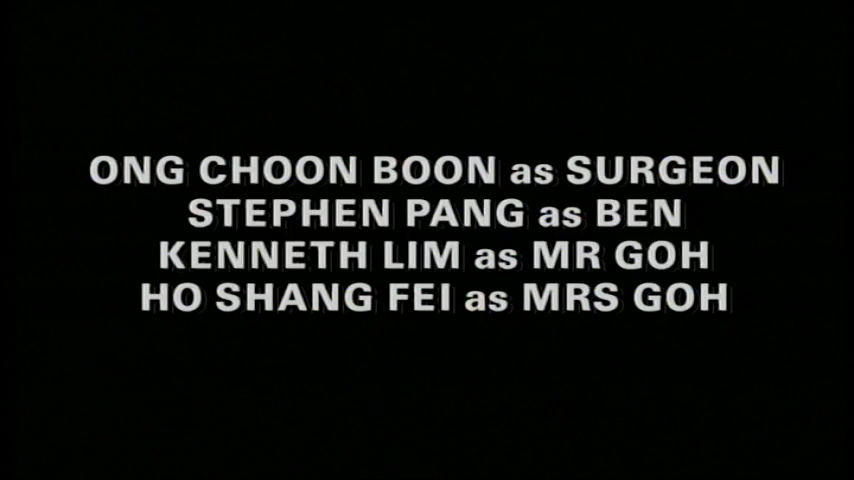 ONG CHOON BOON as SURGEON
STEPHEN PANG as BEN
KENNETH LIM as MR GOH
HO SHANG FEI as MRS GOH